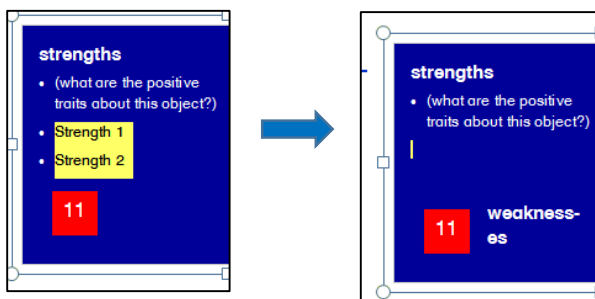 strengths
• (what are the positive
traits about this object?)
• Strength 1
• Strength 2
11
strengths
• (what are the positive
traits about this object?)
11
weakness-
es